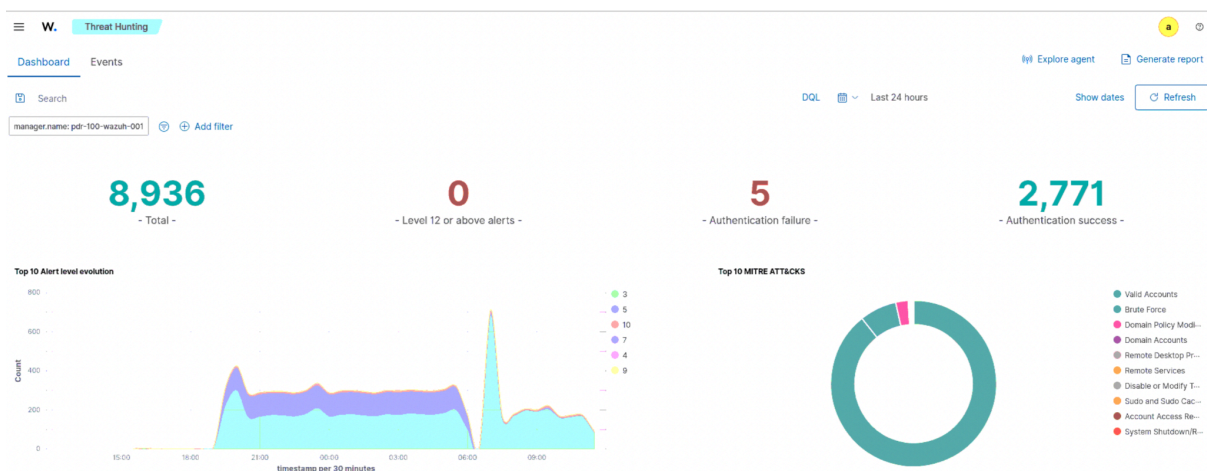 W. Threat Hunting a
Dashboard Events Explore agent Generate report
Search DQL Last 24 hours Show dates Refresh
manager.name: pdr-100-wazuh-001 Add filter
8,936 0 5 2,771
- Total - - Level 12 or above alerts - - Authentication failure - - Authentication success -
Top 10 Alert level evolution
800
600
400
200
0
Count
15:00 18:00 21:00 00:00 03:00 06:00 09:00
timestamp per 30 minutes
3
5
10
7
4
9
Top 10 MITRE ATT&CKS
Valid Accounts
Brute Force
Domain Policy Modi...
Domain Accounts
Remote Desktop Pr...
Remote Services
Disable or Modify T...
Sudo and Sudo Cac...
Account Access Re...
System Shutdown/R...